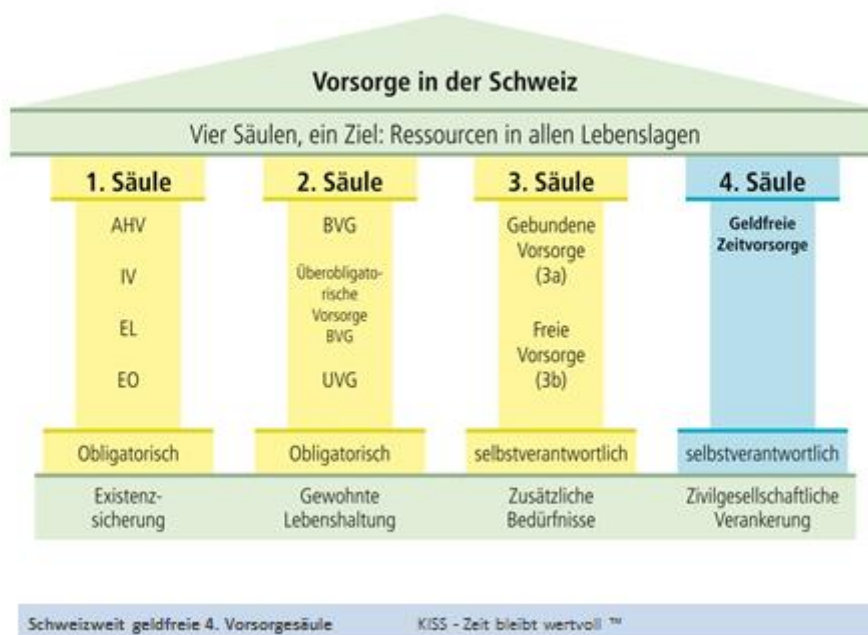 Vorsorge in der Schweiz
Vier Säulen, ein Ziel: Ressourcen in allen Lebenslagen
1. Säule
AHV
IV
EL
EO
Obligatorisch
Existenz-
sicherung
2. Säule
BVG
Überobligato-
rische
Vorsorge
BVG
UVG
Obligatorisch
Gewohnte
Lebenshaltung
3. Säule
Gebundene
Vorsorge
(3a)
Freie
Vorsorge
(3b)
selbstverantwortlich
Zusätzliche
Bedürfnisse
4. Säule
Geldfreie
Zeitvorsorge
selbstverantwortlich
Zivilgesellschaftliche
Verankerung
Schweizweit geldfreie 4. Vorsorgesäule KISS - Zeit bleibt wertvoll ™